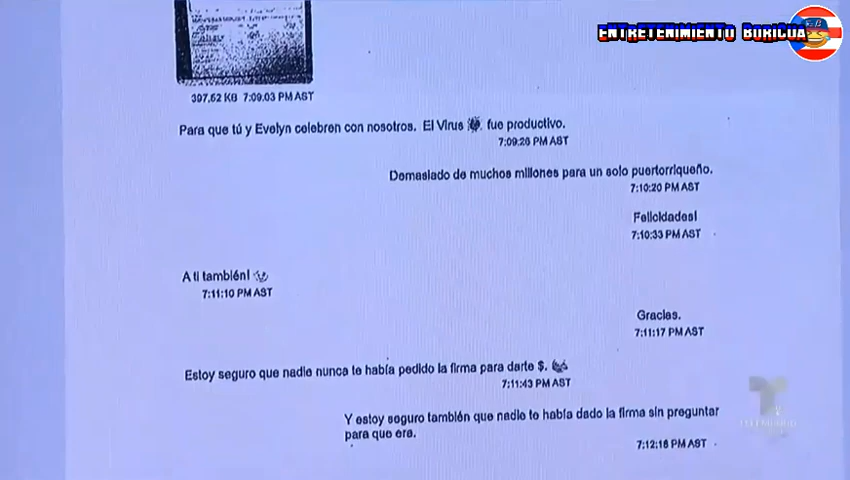 ENTRETENIMIENTO BORICUA
397.62 KB 7:09:03 PM AST
Para que tú y Evelyn celebren con nosotros. El Virus fue productivo.
7:09:26 PM AST
Demasiado de muchos millones para un solo puertorriqueño.
7:10:20 PM AST
Felicidades!
7:10:33 PM AST
A ti también!
7:11:10 PM AST
Gracias.
7:11:17 PM AST
Estoy seguro que nadie nunca te había pedido la firma para darte $.
7:11:43 PM AST
Y estoy seguro también que nadie te había dado la firma sin preguntar
para que era.
7:12:16 PM AST
TELEMUNDO